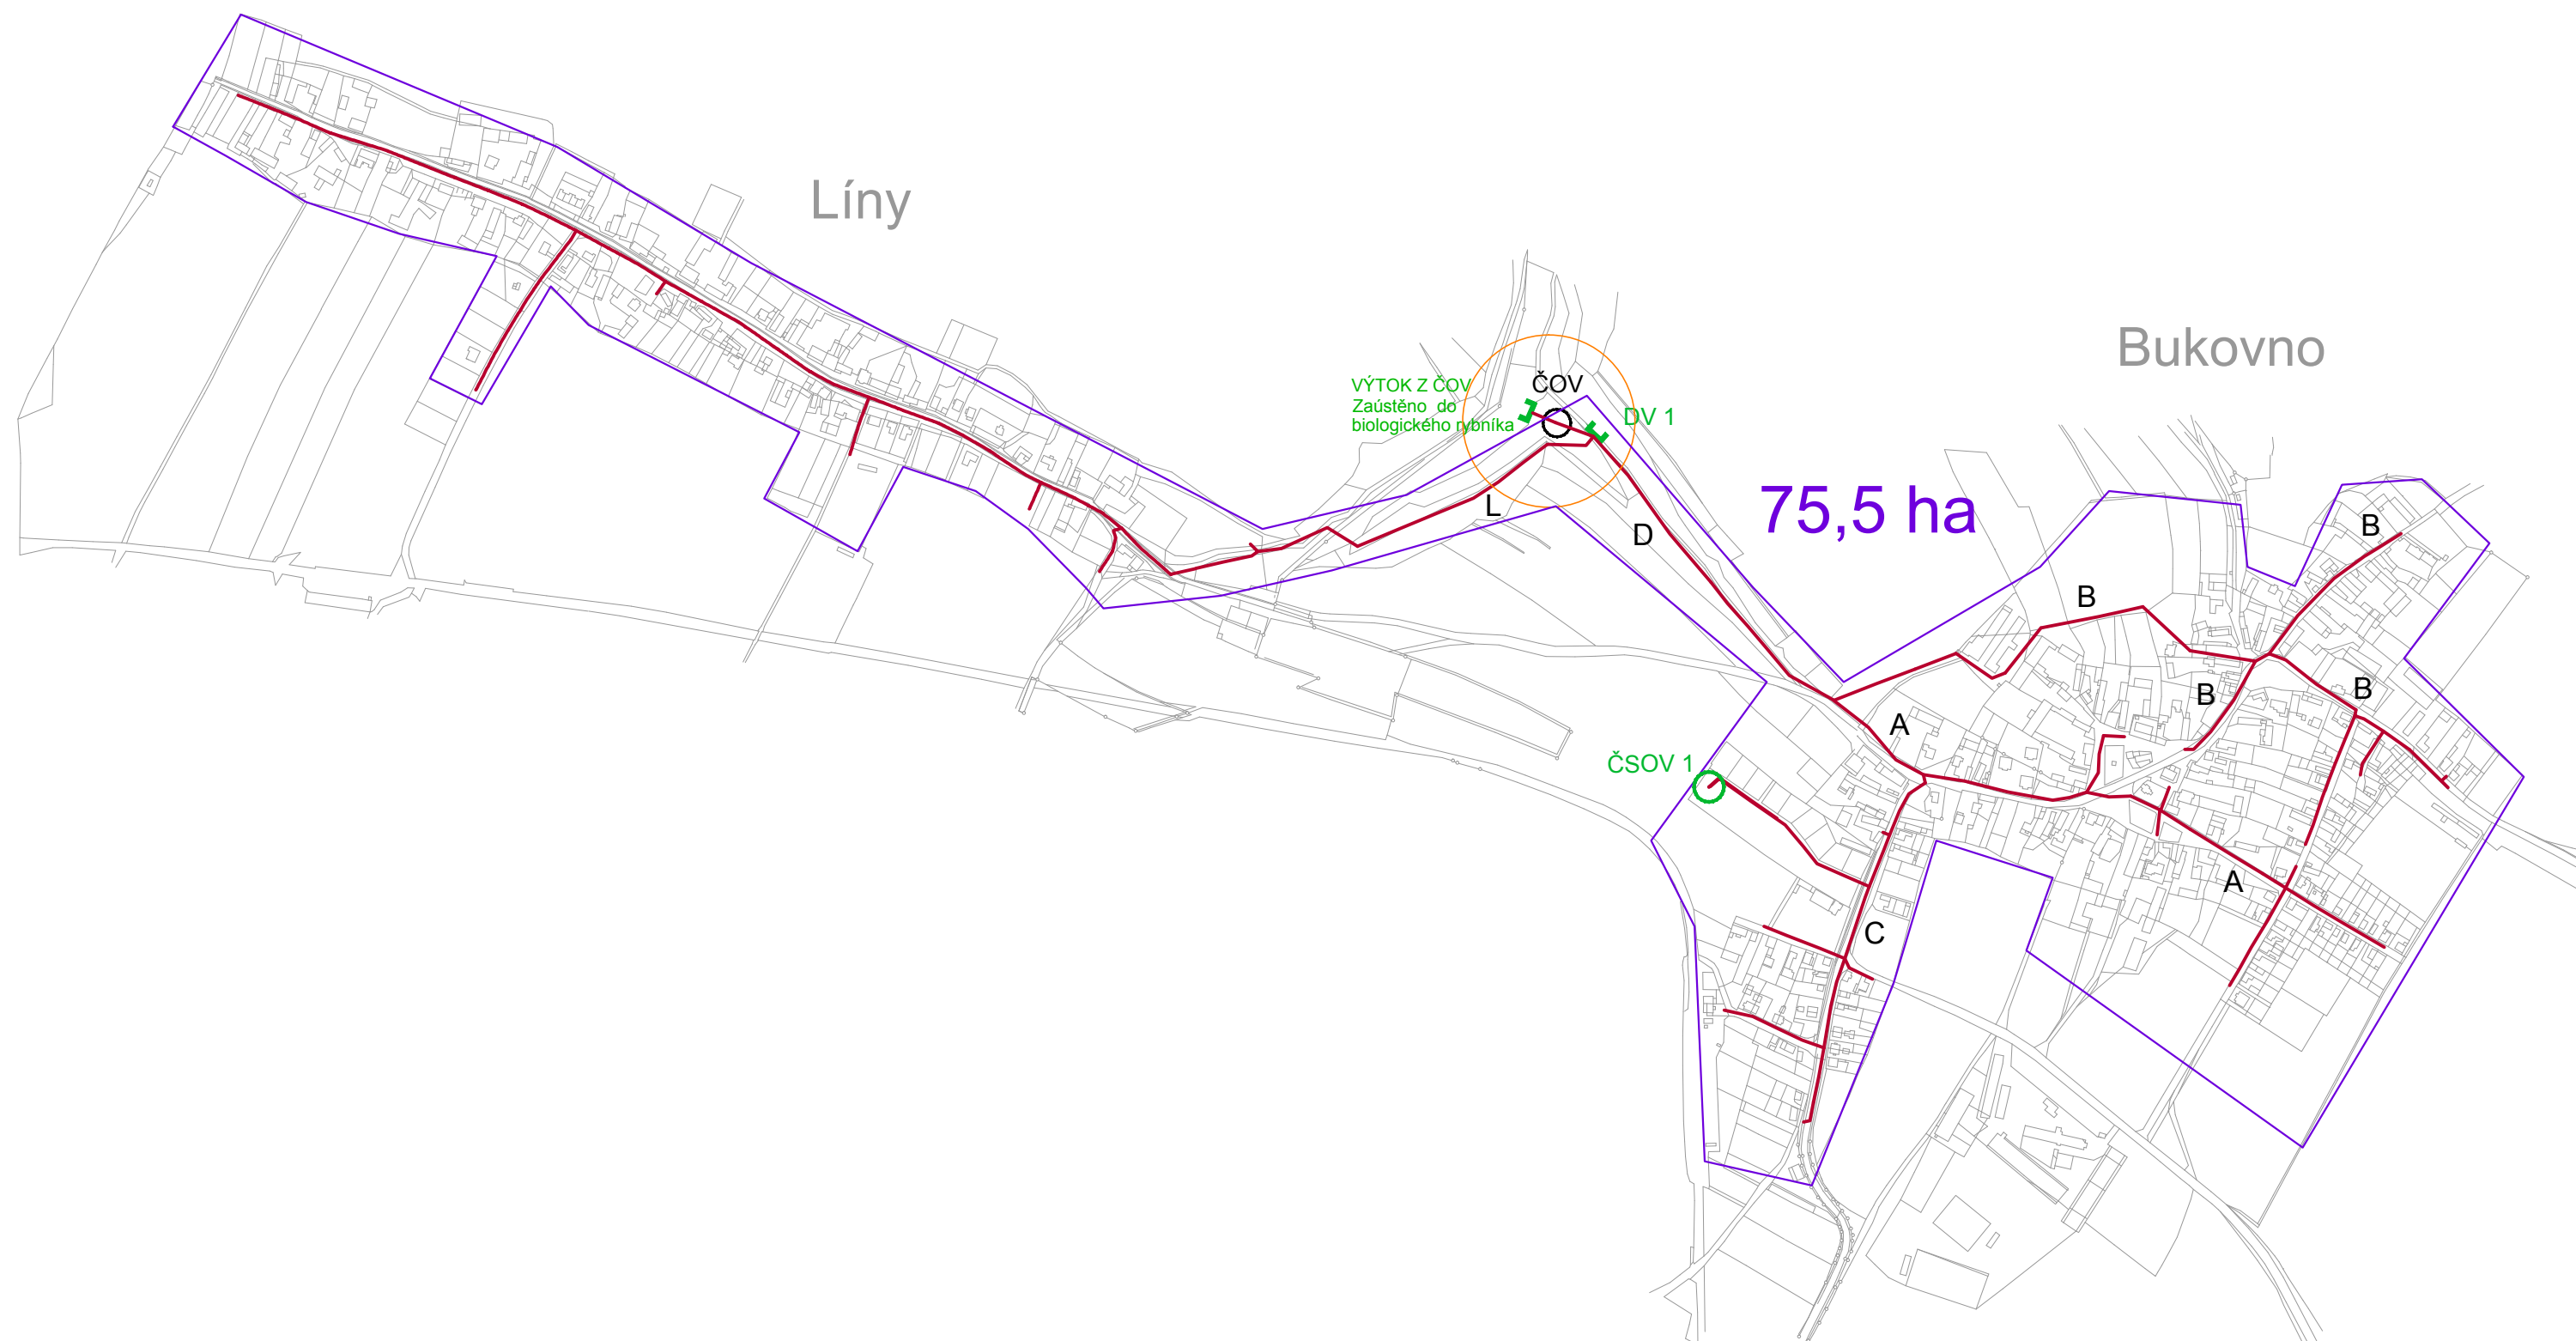 Líny
Bukovno
VÝTOK Z ČOV
Zaústěno do
biologického rybníka
ČOV
DV 1
75,5 ha
L
D
B
B
B
B
A
ČSOV 1
A
C